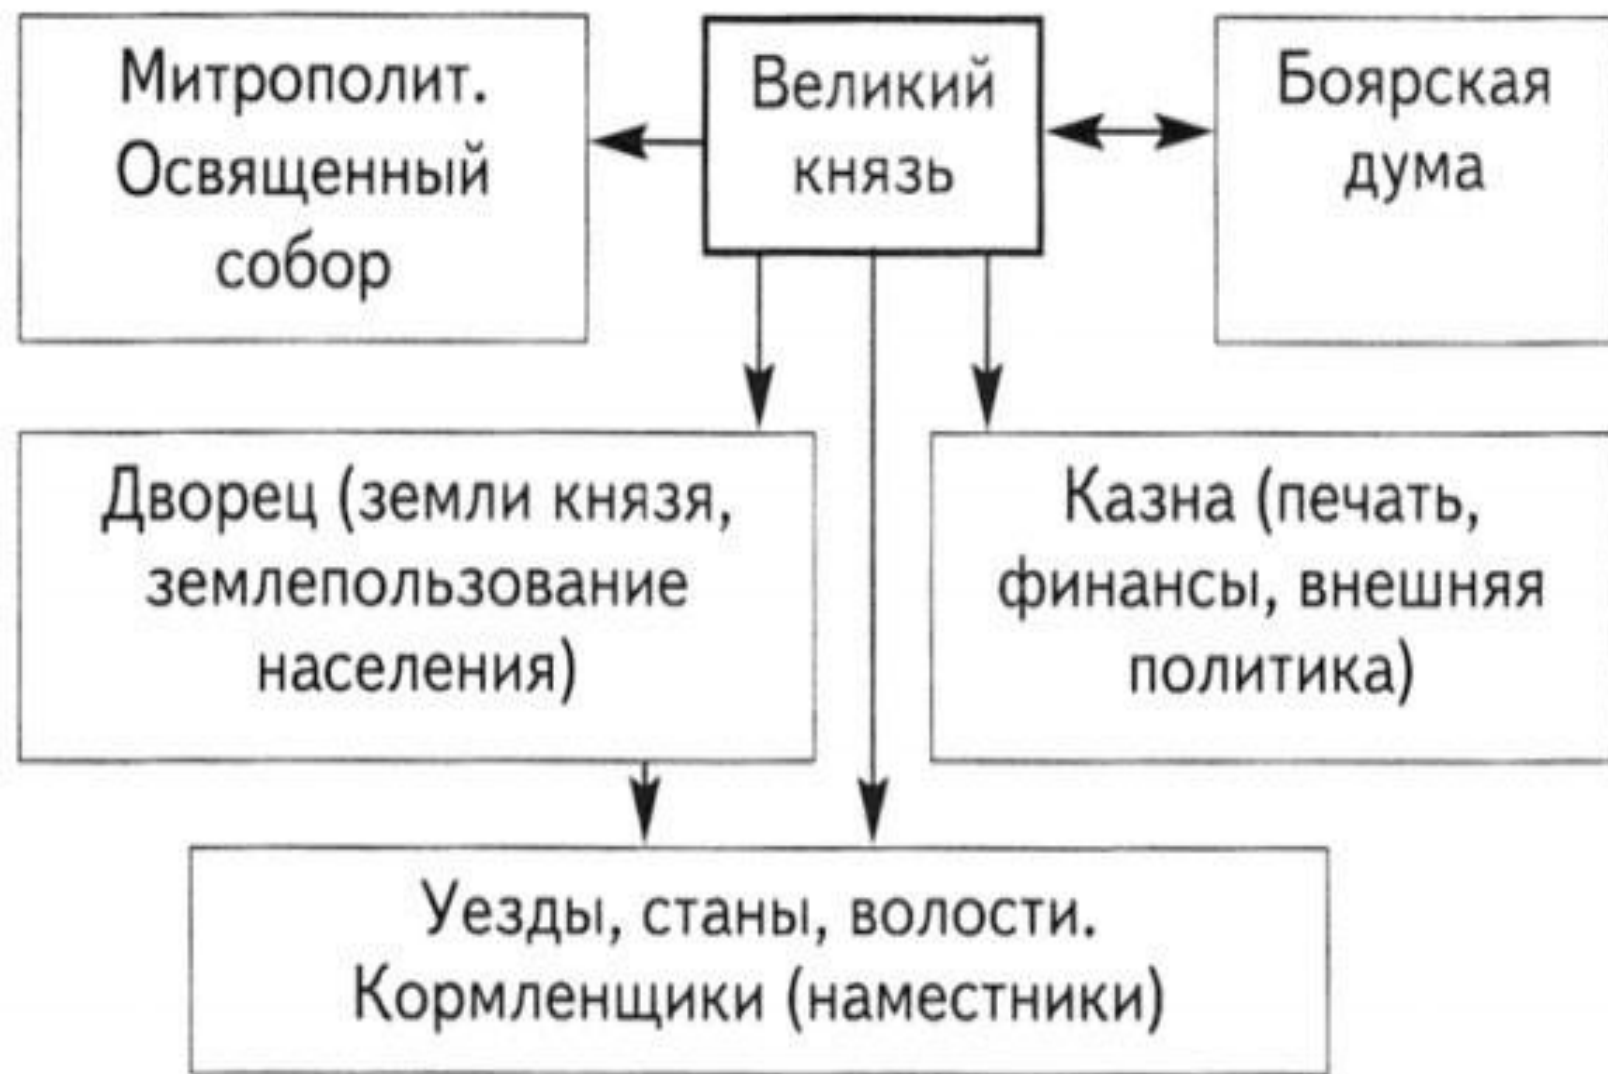 Митрополит.
Освященный
собор
Великий
князь
Боярская
дума
Дворец (земли князя,
землепользование
населения)
Казна (печать,
финансы, внешняя
политика)
Уезды, станы, волости.
Кормленщики (наместники)